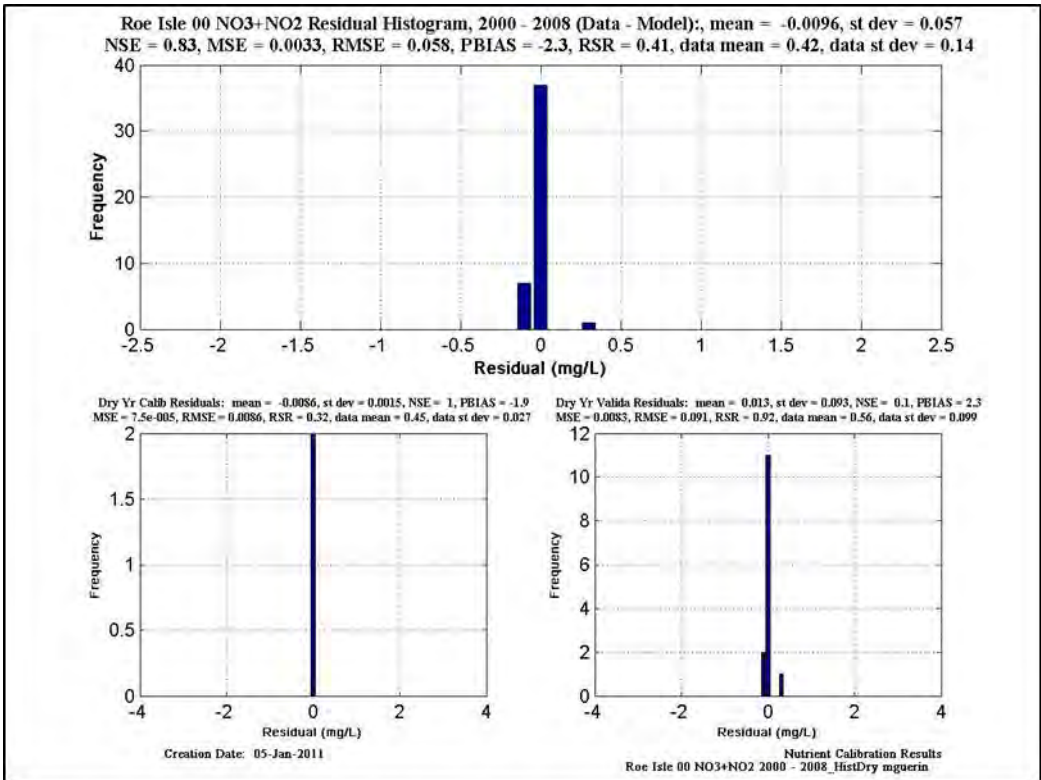 Roe Isle 00 NO3+NO2 Residual Histogram, 2000 - 2008 (Data - Model):, mean = -0.0096, st dev = 0.057
NSE = 0.83, MSE = 0.0033, RMSE = 0.058, PBIAS = -2.3, RSR = 0.41, data mean = 0.42, data st dev = 0.14
40
30
20
10
0
Frequency
-2.5 -2 -1.5 -1 -0.5 0 0.5 1 1.5 2 2.5
Residual (mg/L)
Dry Yr Calib Residuals: mean = -0.0086, st dev = 0.0015, NSE = 1, PBIAS = -1.9
MSE = 7.5e-005, RMSE = 0.0086, RSR = 0.32, data mean = 0.45, data st dev = 0.027
2
1.5
1
0.5
0
Frequency
-4 -2 0 2 4
Residual (mg/L)
Dry Yr Valida Residuals: mean = 0.013, st dev = 0.093, NSE = 0.1, PBIAS = 2.3
MSE = 0.0083, RMSE = 0.091, RSR = 0.92, data mean = 0.56, data st dev = 0.099
12
10
8
6
4
2
0
Frequency
-4 -2 0 2 4
Residual (mg/L)
Creation Date: 05-Jan-2011
Nutrient Calibration Results
Roe Isle 00 NO3+NO2 2000 - 2008_HistDry mguerin